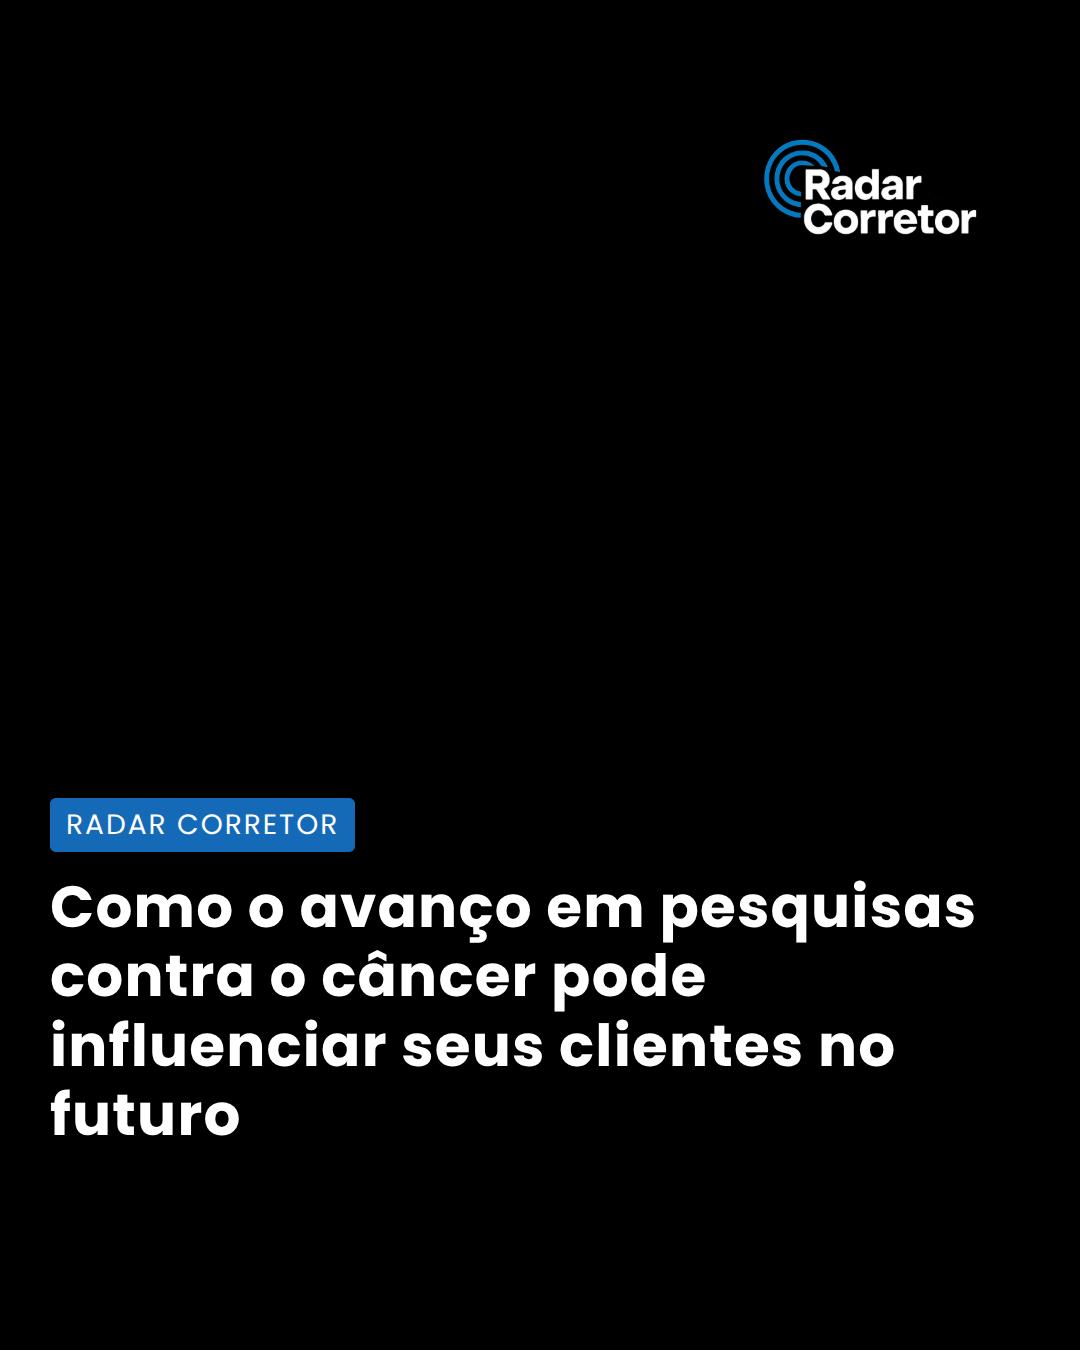 Radar
Corretor
RADAR CORRETOR
Como o avanço em pesquisas
contra o câncer pode
influenciar seus clientes no
futuro